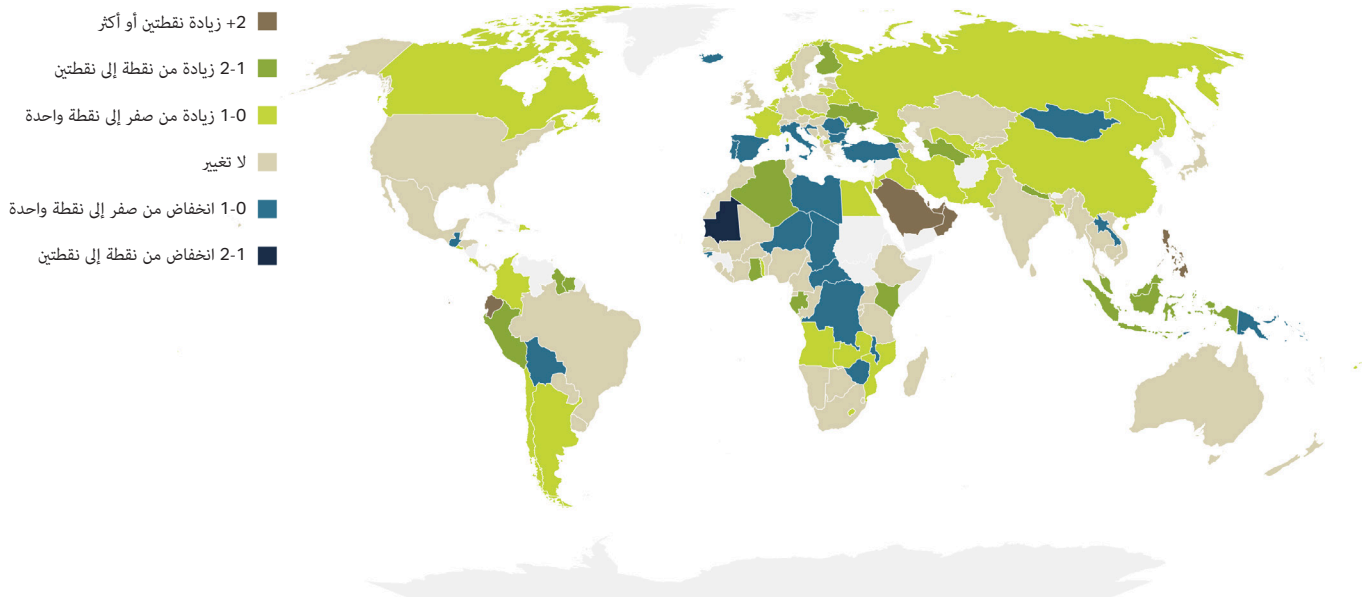 +2 زيادة نقطتين أو أكثر
2-1 زيادة من نقطة إلى نقطتين
1-0 زيادة من صفر إلى نقطة واحدة
لا تغيير
1-0 انخفاض من صفر إلى نقطة واحدة
2-1 انخفاض من نقطة إلى نقطتين